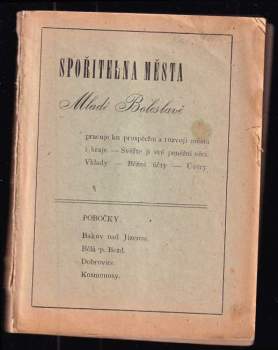 SPOŘITELNA MĚSTA
Mladé Boleslavě
pracuje ku prospěchu a rozvoji města
i kraje — Svěřte jí své peněžní věci.
Vklady — Běžné účty — Úvěry
POBOČKY:
Bakov nad Jizerou.
Bělá p. Bezd.
Dobrovice.
Kosmonosy.